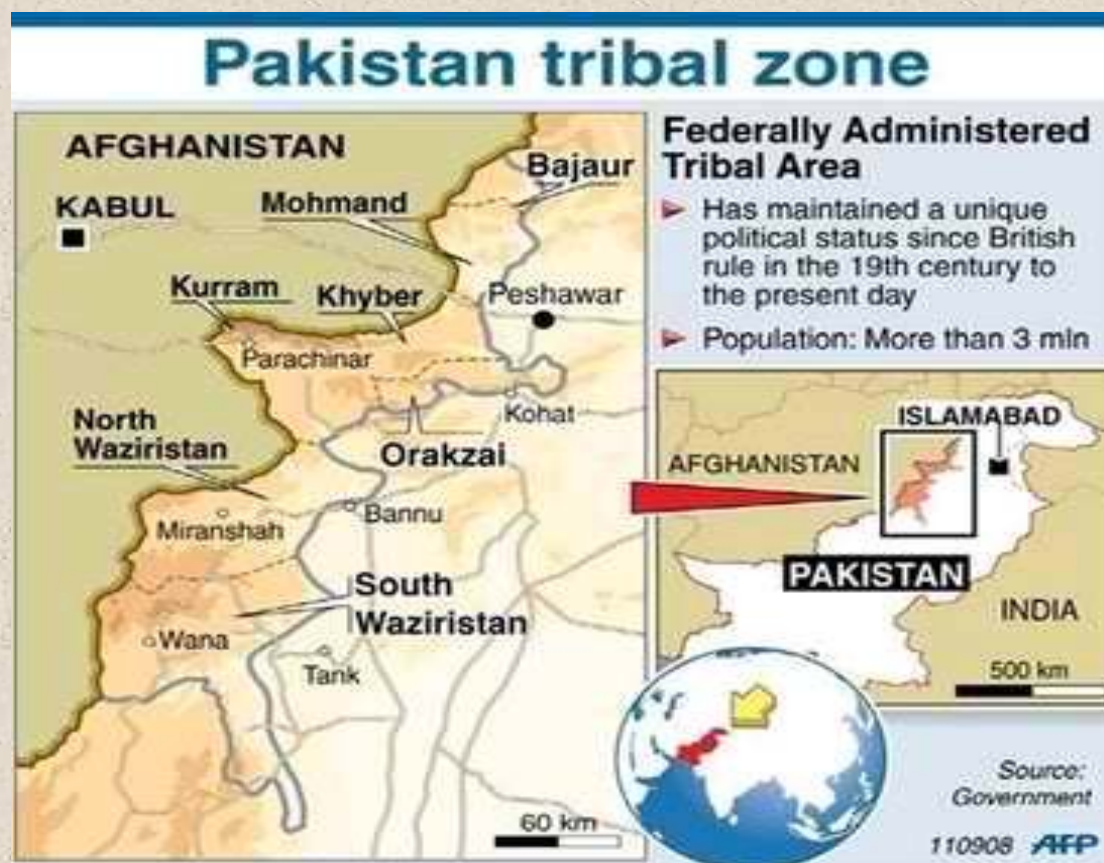 Pakistan tribal zone
AFGHANISTAN
KABUL
Bajaur
Mohmand
Kurram
Khyber
Peshawar
Parachinar
Kohat
North
Waziristan
Orakzai
Miranshah
Bannu
South
Waziristan
Wana
Tank
60 km
Federally Administered
Tribal Area
Has maintained a unique
political status since British
rule in the 19th century to
the present day
Population: More than 3 mln
ISLAMABAD
AFGHANISTAN
PAKISTAN
INDIA
500 km
Source:
Government
110908 AFP